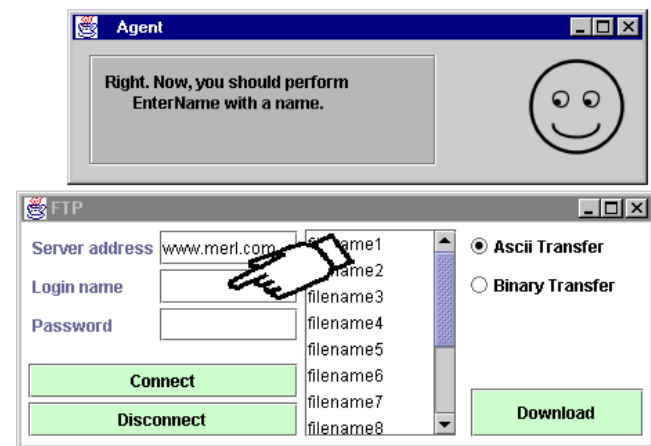 Agent
Right. Now, you should perform
EnterName with a name.
FTP
Server address www.merl.com
Login name
Password
Connect
Disconnect
filename2
filename3
filename4
filename5
filename6
filename7
filename8
Ascii Transfer
Binary Transfer
Download